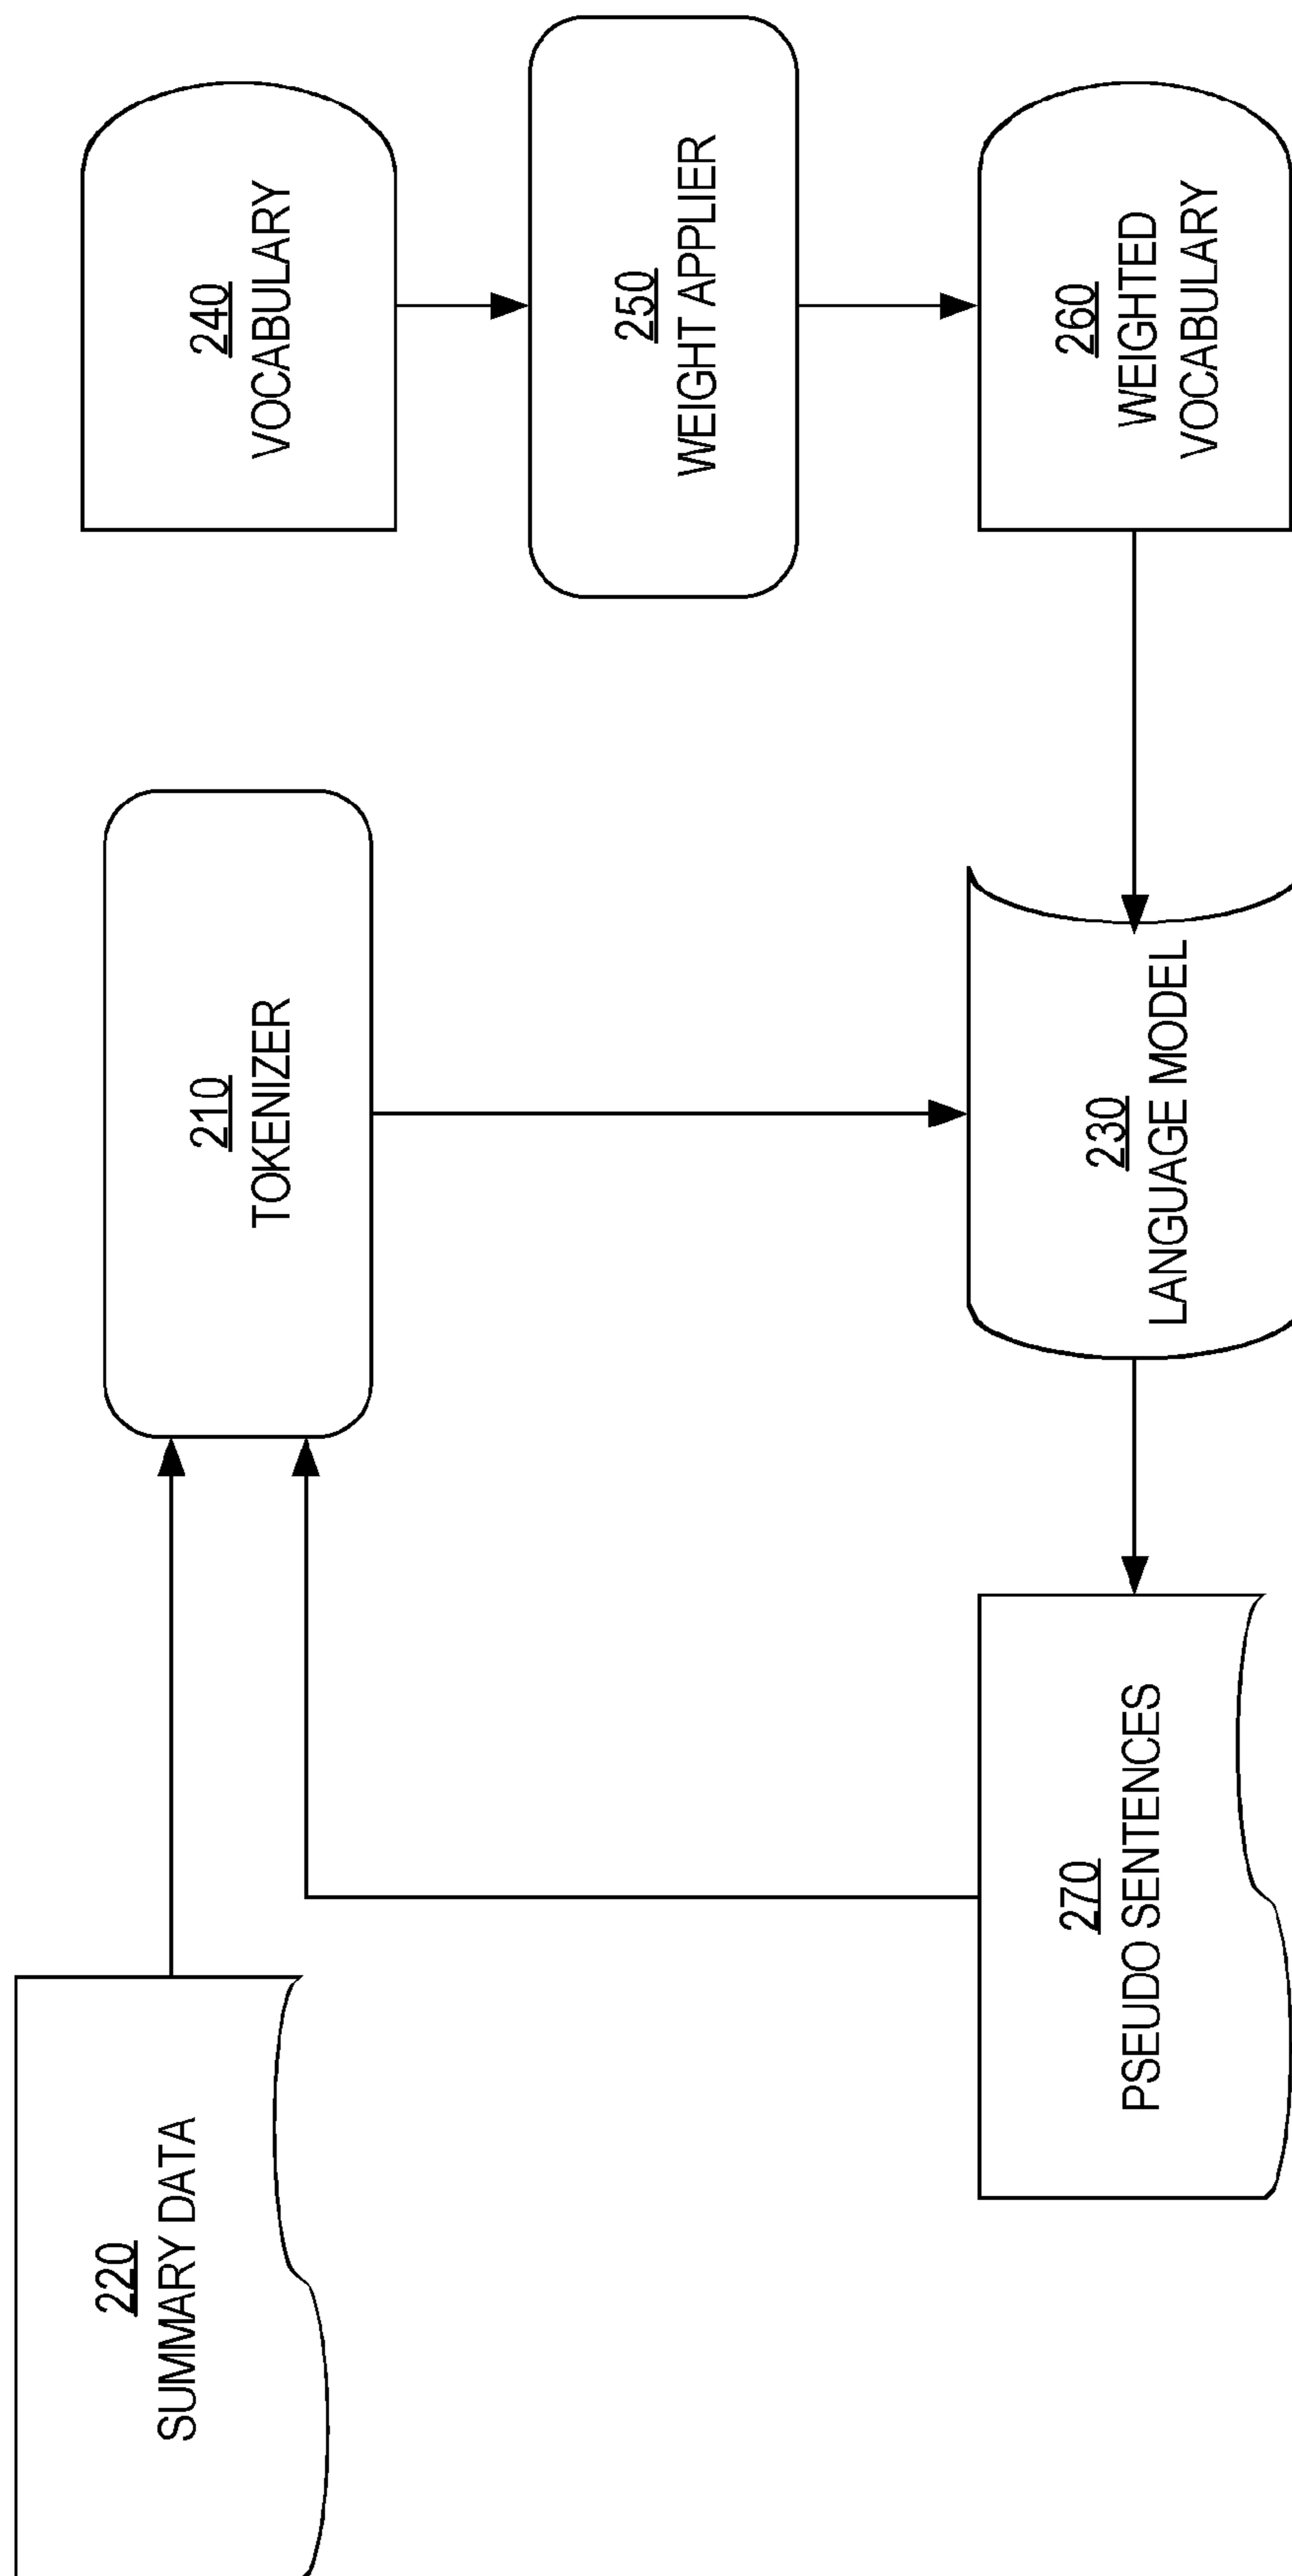 220
SUMMARY DATA
210
TOKENIZER
240
VOCABULARY
250
WEIGHT APPLIER
270
PSEUDO SENTENCES
230
LANGUAGE MODEL
260
WEIGHTED
VOCABULARY